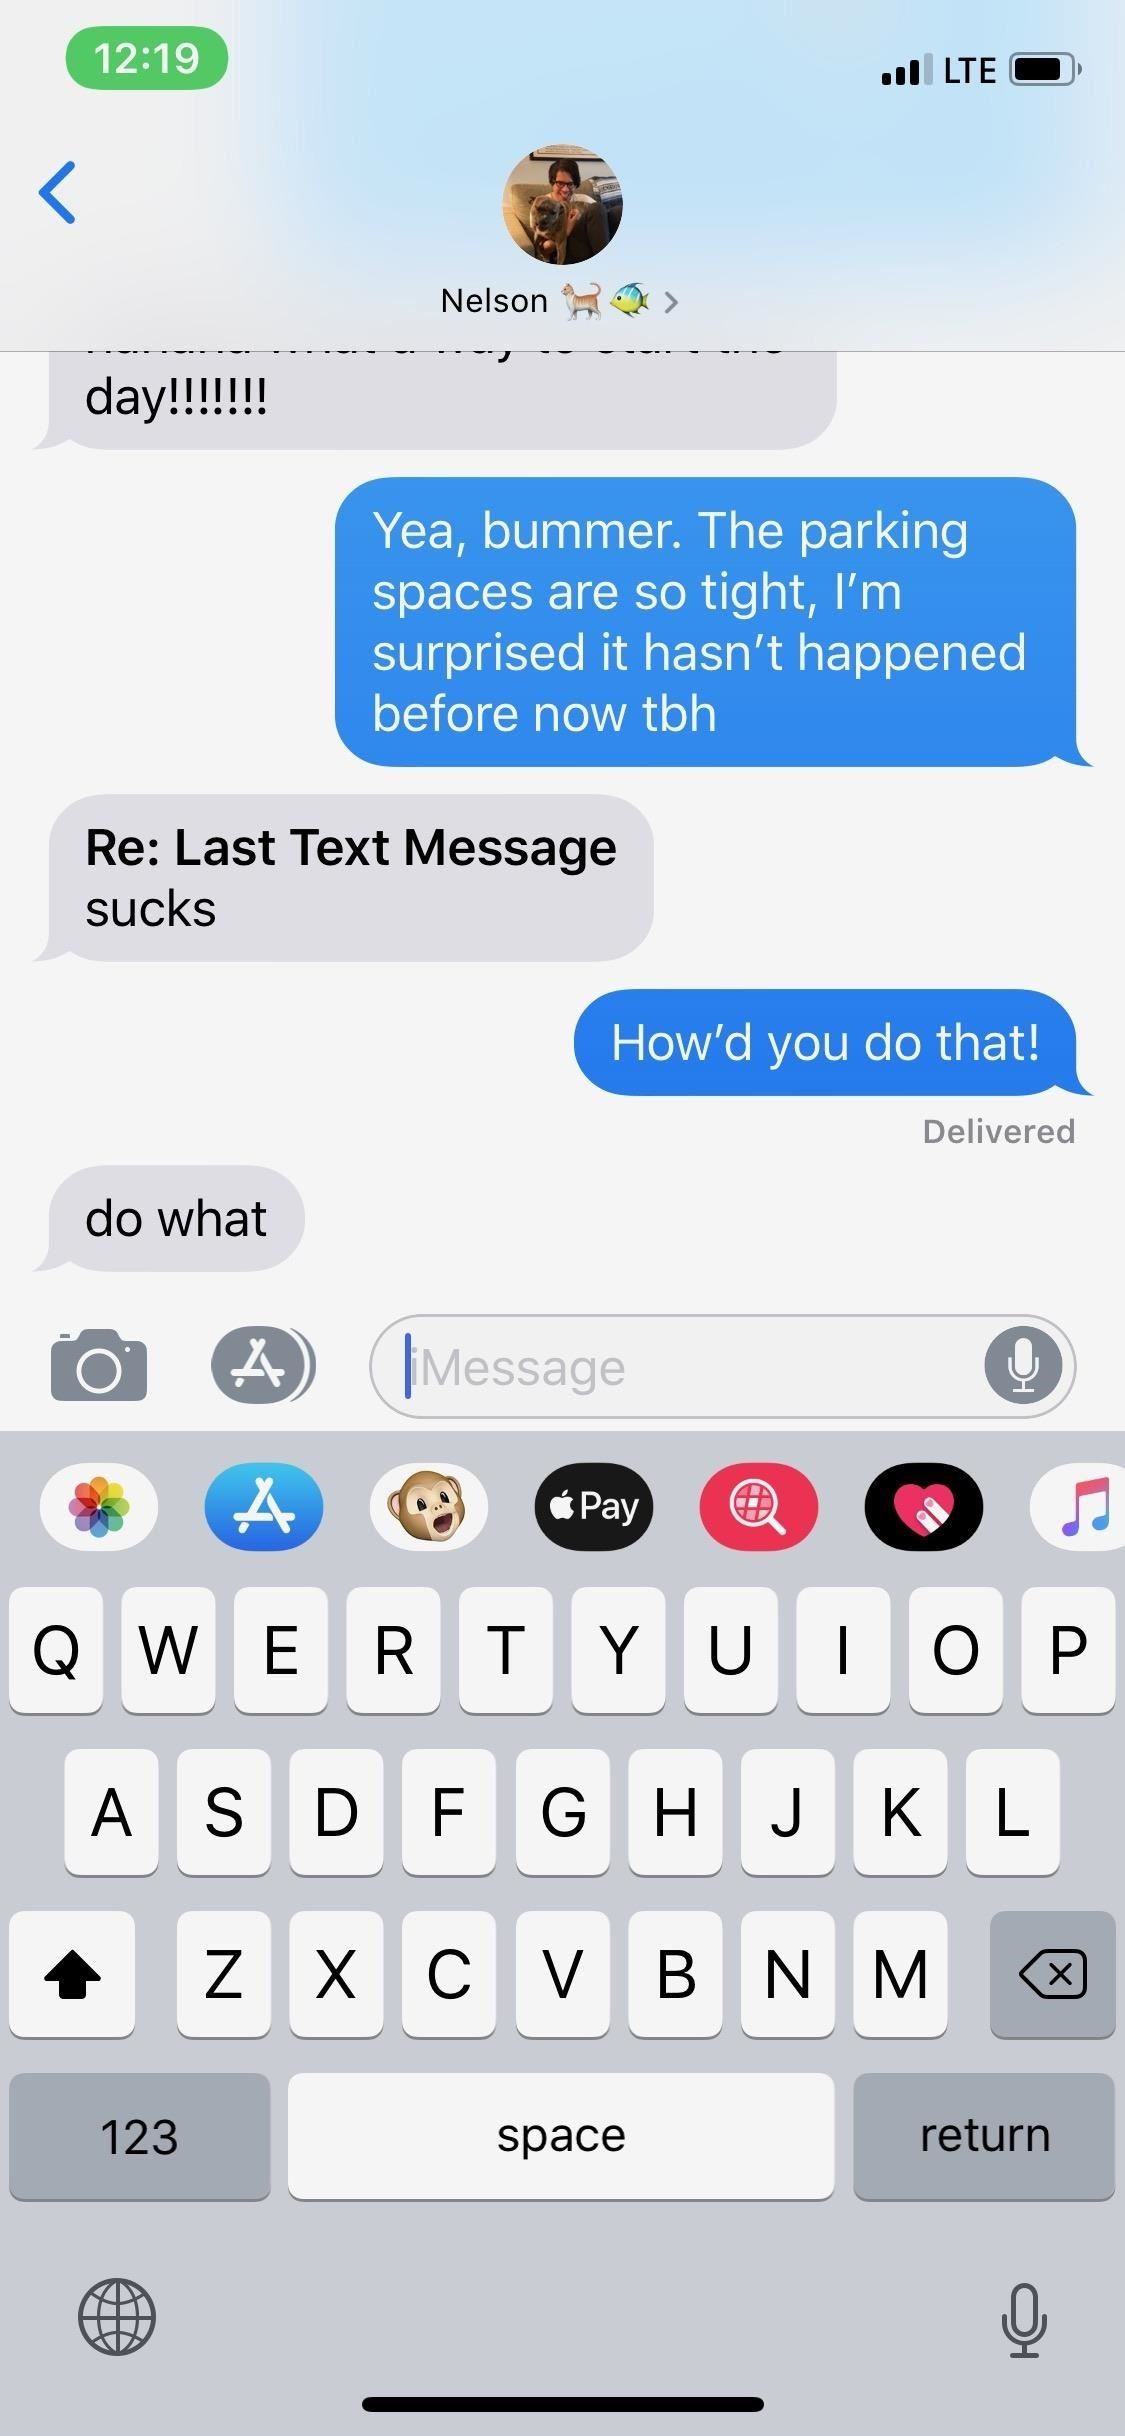 12:19
LTE
Nelson 🐈🐠 >
day!!!!!!!
Yea, bummer. The parking
spaces are so tight, I’m
surprised it hasn’t happened
before now tbh
Re: Last Text Message
sucks
How’d you do that!
Delivered
do what
iMessage
Pay
Q W E R T Y U I O P
A S D F G H J K L
Z X C V B N M
123 space return